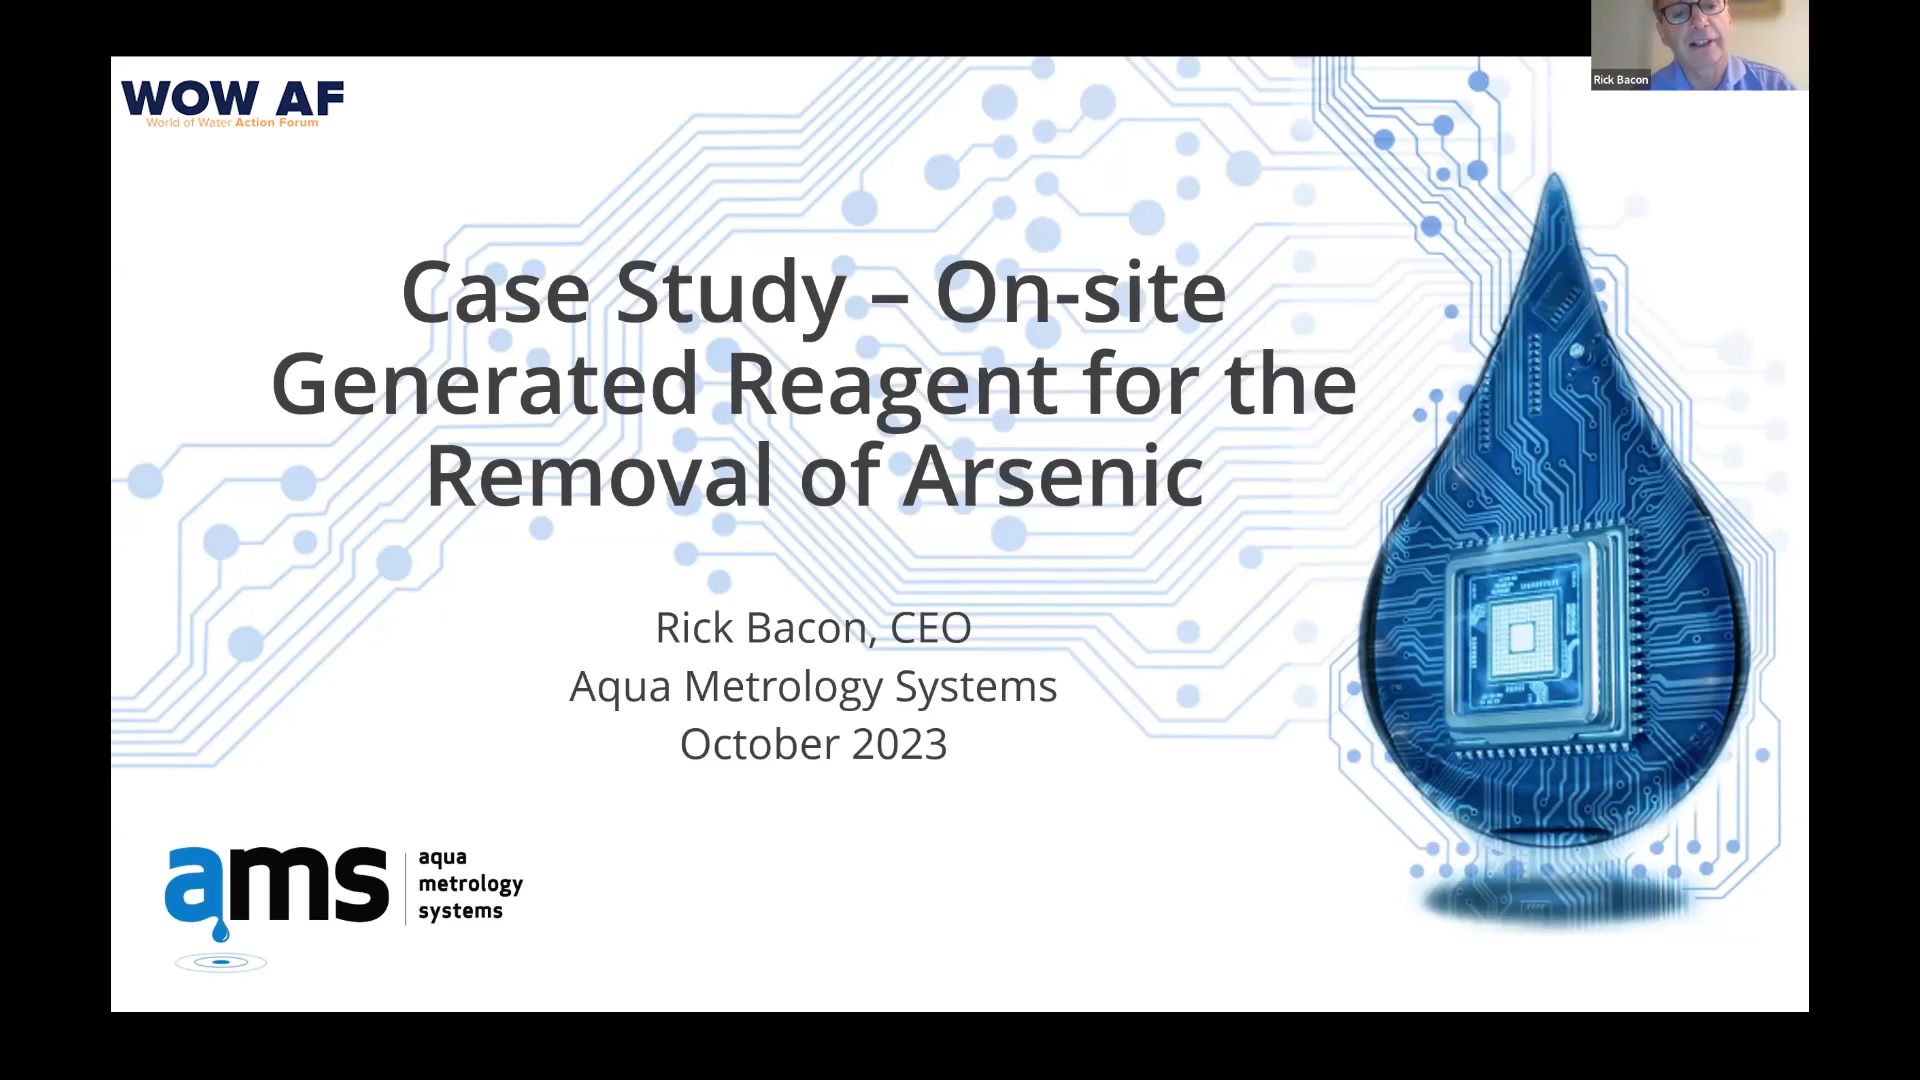 WOW AF
World of Water Action Forum
Rick Bacon
Case Study – On-site
Generated Reagent for the
Removal of Arsenic
Rick Bacon, CEO
Aqua Metrology Systems
October 2023
ams
aqua
metrology
systems